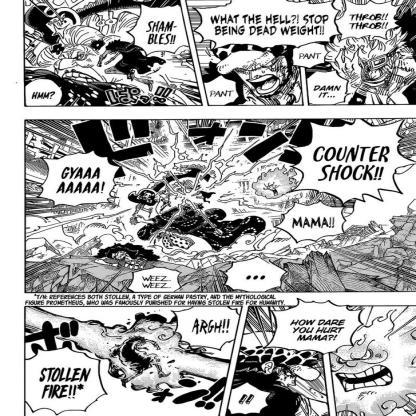 SHAM-
BLES!!
HMM?
WHAT THE HELL?! STOP
BEING DEAD WEIGHT!!
PANT
PANT
THROB!!
THROB!!
DAMN
IT...
GYAAA
AAAAA!
COUNTER
SHOCK!!
MAMA!!
WEEZ
WEEZ
...
*T/N: REFERENCES BOTH STOLLEN, A TYPE OF GERMAN PASTRY, AND THE MYTHOLOGICAL
FIGURE PROMETHEUS, WHO WAS FAMOUSLY PUNISHED FOR HAVING STOLEN FIRE FOR HUMANITY.
ARGH!!
STOLLEN
FIRE!!*
HOW DARE
YOU HURT
MAMA?!